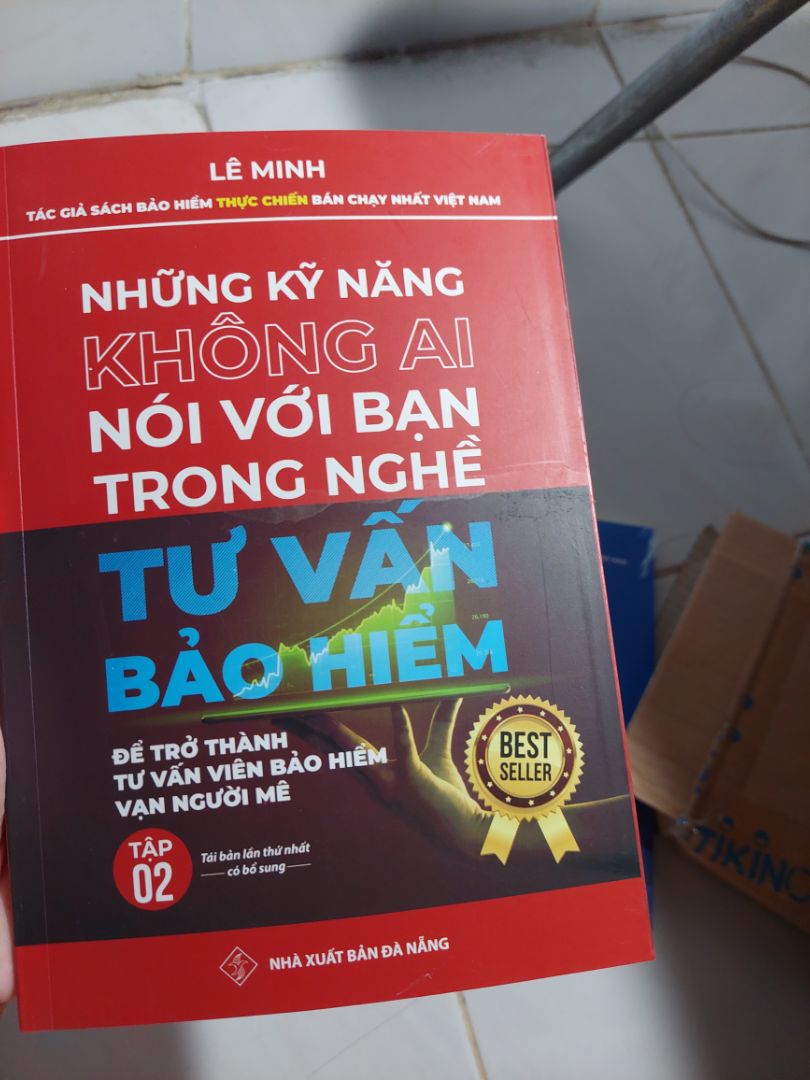 LÊ MINH
TÁC GIẢ SÁCH BẢO HIỂM THỰC CHIẾN BÁN CHẠY NHẤT VIỆT NAM
NHỮNG KỸ NĂNG
KHÔNG AI
NÓI VỚI BẠN
TRONG NGHỀ
TƯ VẤN
BẢO HIỂM
ĐỂ TRỞ THÀNH
TƯ VẤN VIÊN BẢO HIỂM
VẠN NGƯỜI MÊ
BEST
SELLER
TẬP
02
Tái bản lần thứ nhất
có bổ sung
NHÀ XUẤT BẢN ĐÀ NẴNG
TIKI